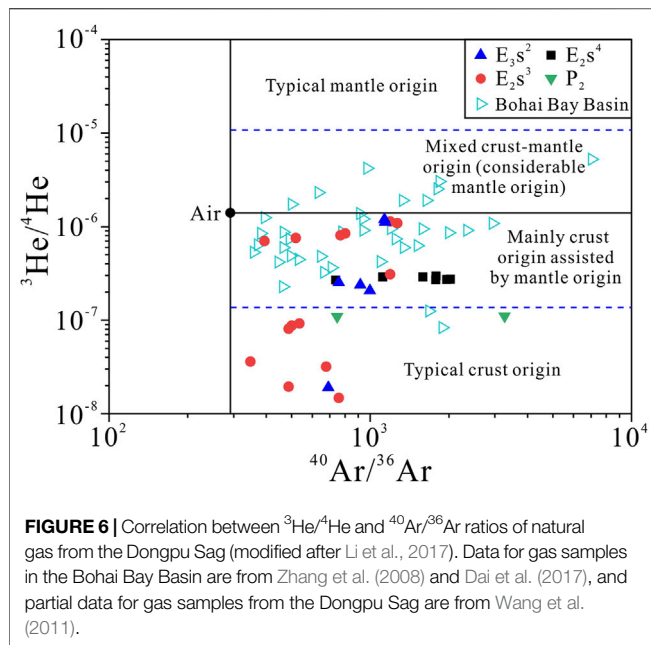 10⁻⁴
10⁻⁵
10⁻⁶
10⁻⁷
10⁻⁸
³He/⁴He
Typical mantle origin
E₃s²
E₂s⁴
E₂s³
P₂
Bohai Bay Basin
Mixed crust-mantle
origin (considerable
mantle origin)
Air
Mainly crust
origin assisted
by mantle origin
Typical crust origin
10²
10³
10⁴
⁴⁰Ar/³⁶Ar
FIGURE 6 | Correlation between ³He/⁴He and ⁴⁰Ar/³⁶Ar ratios of natural
gas from the Dongpu Sag (modified after Li et al., 2017). Data for gas samples
in the Bohai Bay Basin are from Zhang et al. (2008) and Dai et al. (2017), and
partial data for gas samples from the Dongpu Sag are from Wang et al.
(2011).